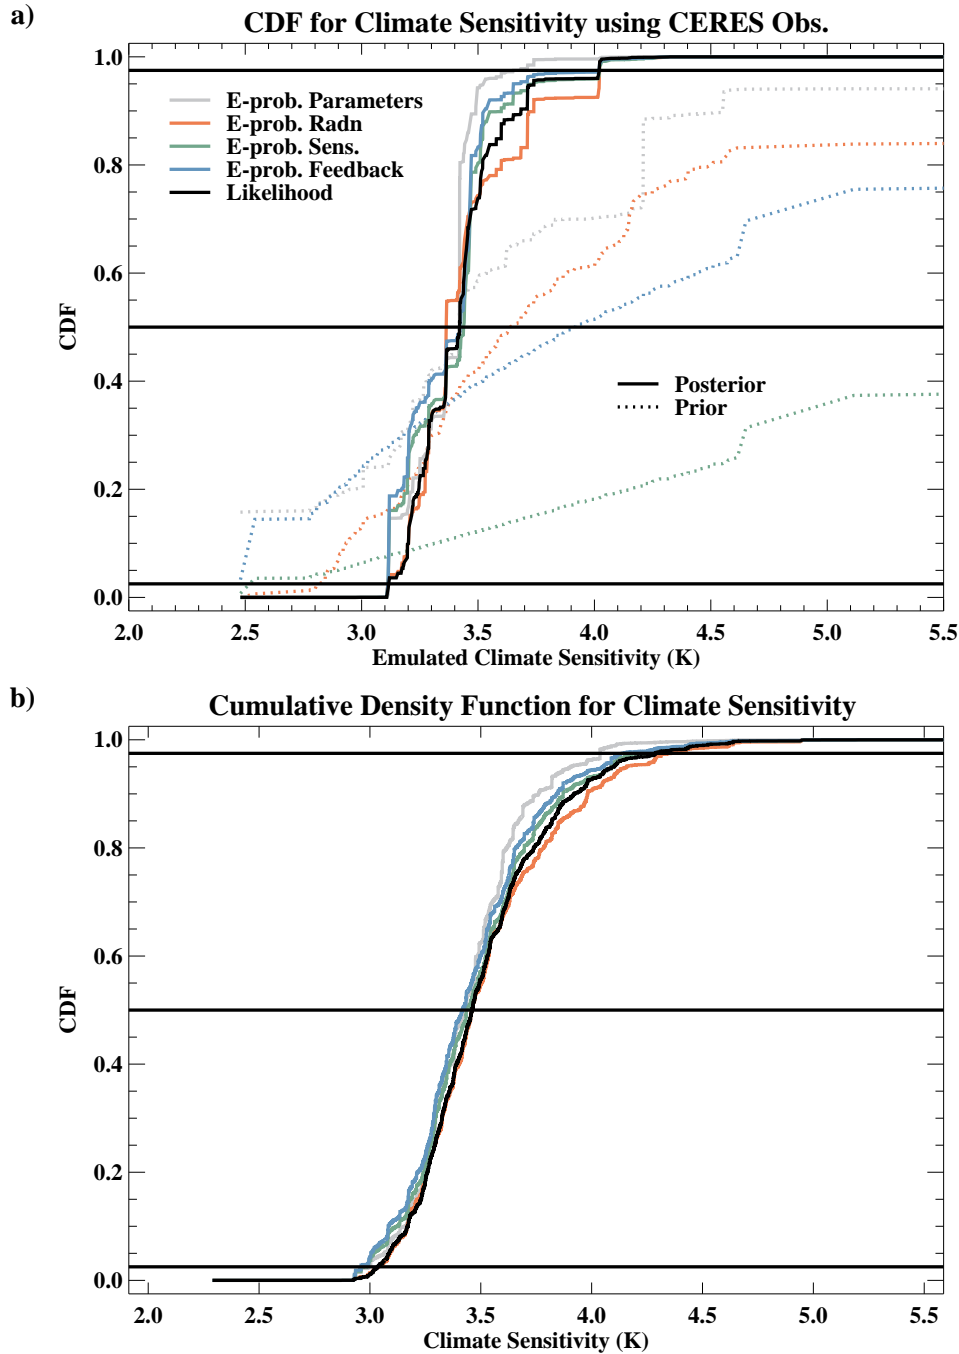 a)
CDF for Climate Sensitivity using CERES Obs.
1.0
0.8
0.6
0.4
0.2
0.0
CDF
E-prob. Parameters
E-prob. Radn
E-prob. Sens.
E-prob. Feedback
Likelihood
Posterior
Prior
2.0 2.5 3.0 3.5 4.0 4.5 5.0 5.5
Emulated Climate Sensitivity (K)
b)
Cumulative Density Function for Climate Sensitivity
1.0
0.8
0.6
0.4
0.2
0.0
CDF
2.0 2.5 3.0 3.5 4.0 4.5 5.0 5.5
Climate Sensitivity (K)